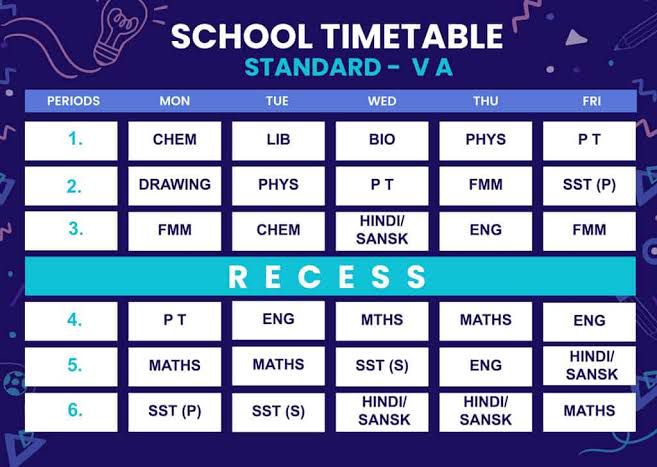 SCHOOL TIMETABLE
STANDARD - V A
PERIODS MON TUE WED THU FRI
1. CHEM LIB BIO PHYS P T
2. DRAWING PHYS P T FMM SST (P)
3. FMM CHEM HINDI/ SANSK ENG FMM
RECESS
4. P T ENG MTHS MATHS ENG
5. MATHS MATHS SST (S) ENG HINDI/ SANSK
6. SST (P) SST (S) HINDI/ SANSK HINDI/ SANSK MATHS